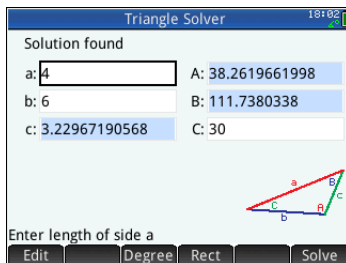 Triangle Solver 18:02
Solution found
a: 4 A: 38.2619661998
b: 6 B: 111.7380338
c: 3.22967190568 C: 30
a B
C A c
b
Enter length of side a
Edit Degree Rect Solve